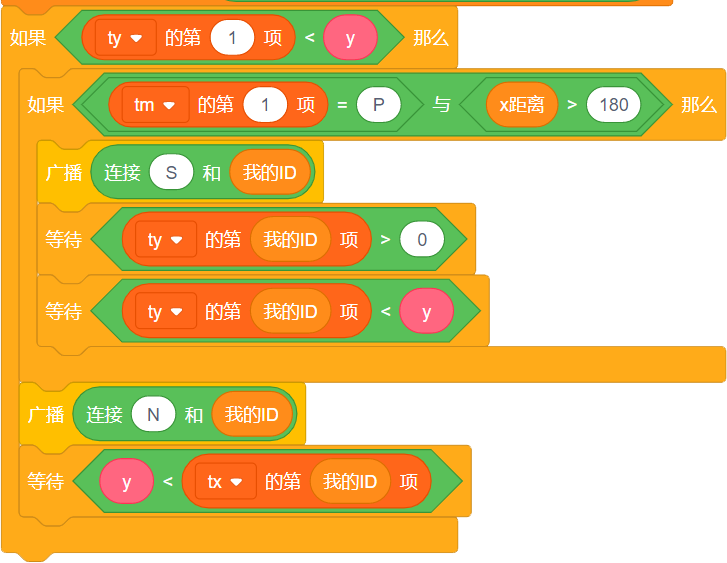 如果 ty 的第 1 项 < y 那么
如果 tm 的第 1 项 = P 与 x距离 > 180 那么
广播 连接 S 和 我的ID
等待 ty 的第 我的ID 项 > 0
等待 ty 的第 我的ID 项 < y
广播 连接 N 和 我的ID
等待 y < tx 的第 我的ID 项